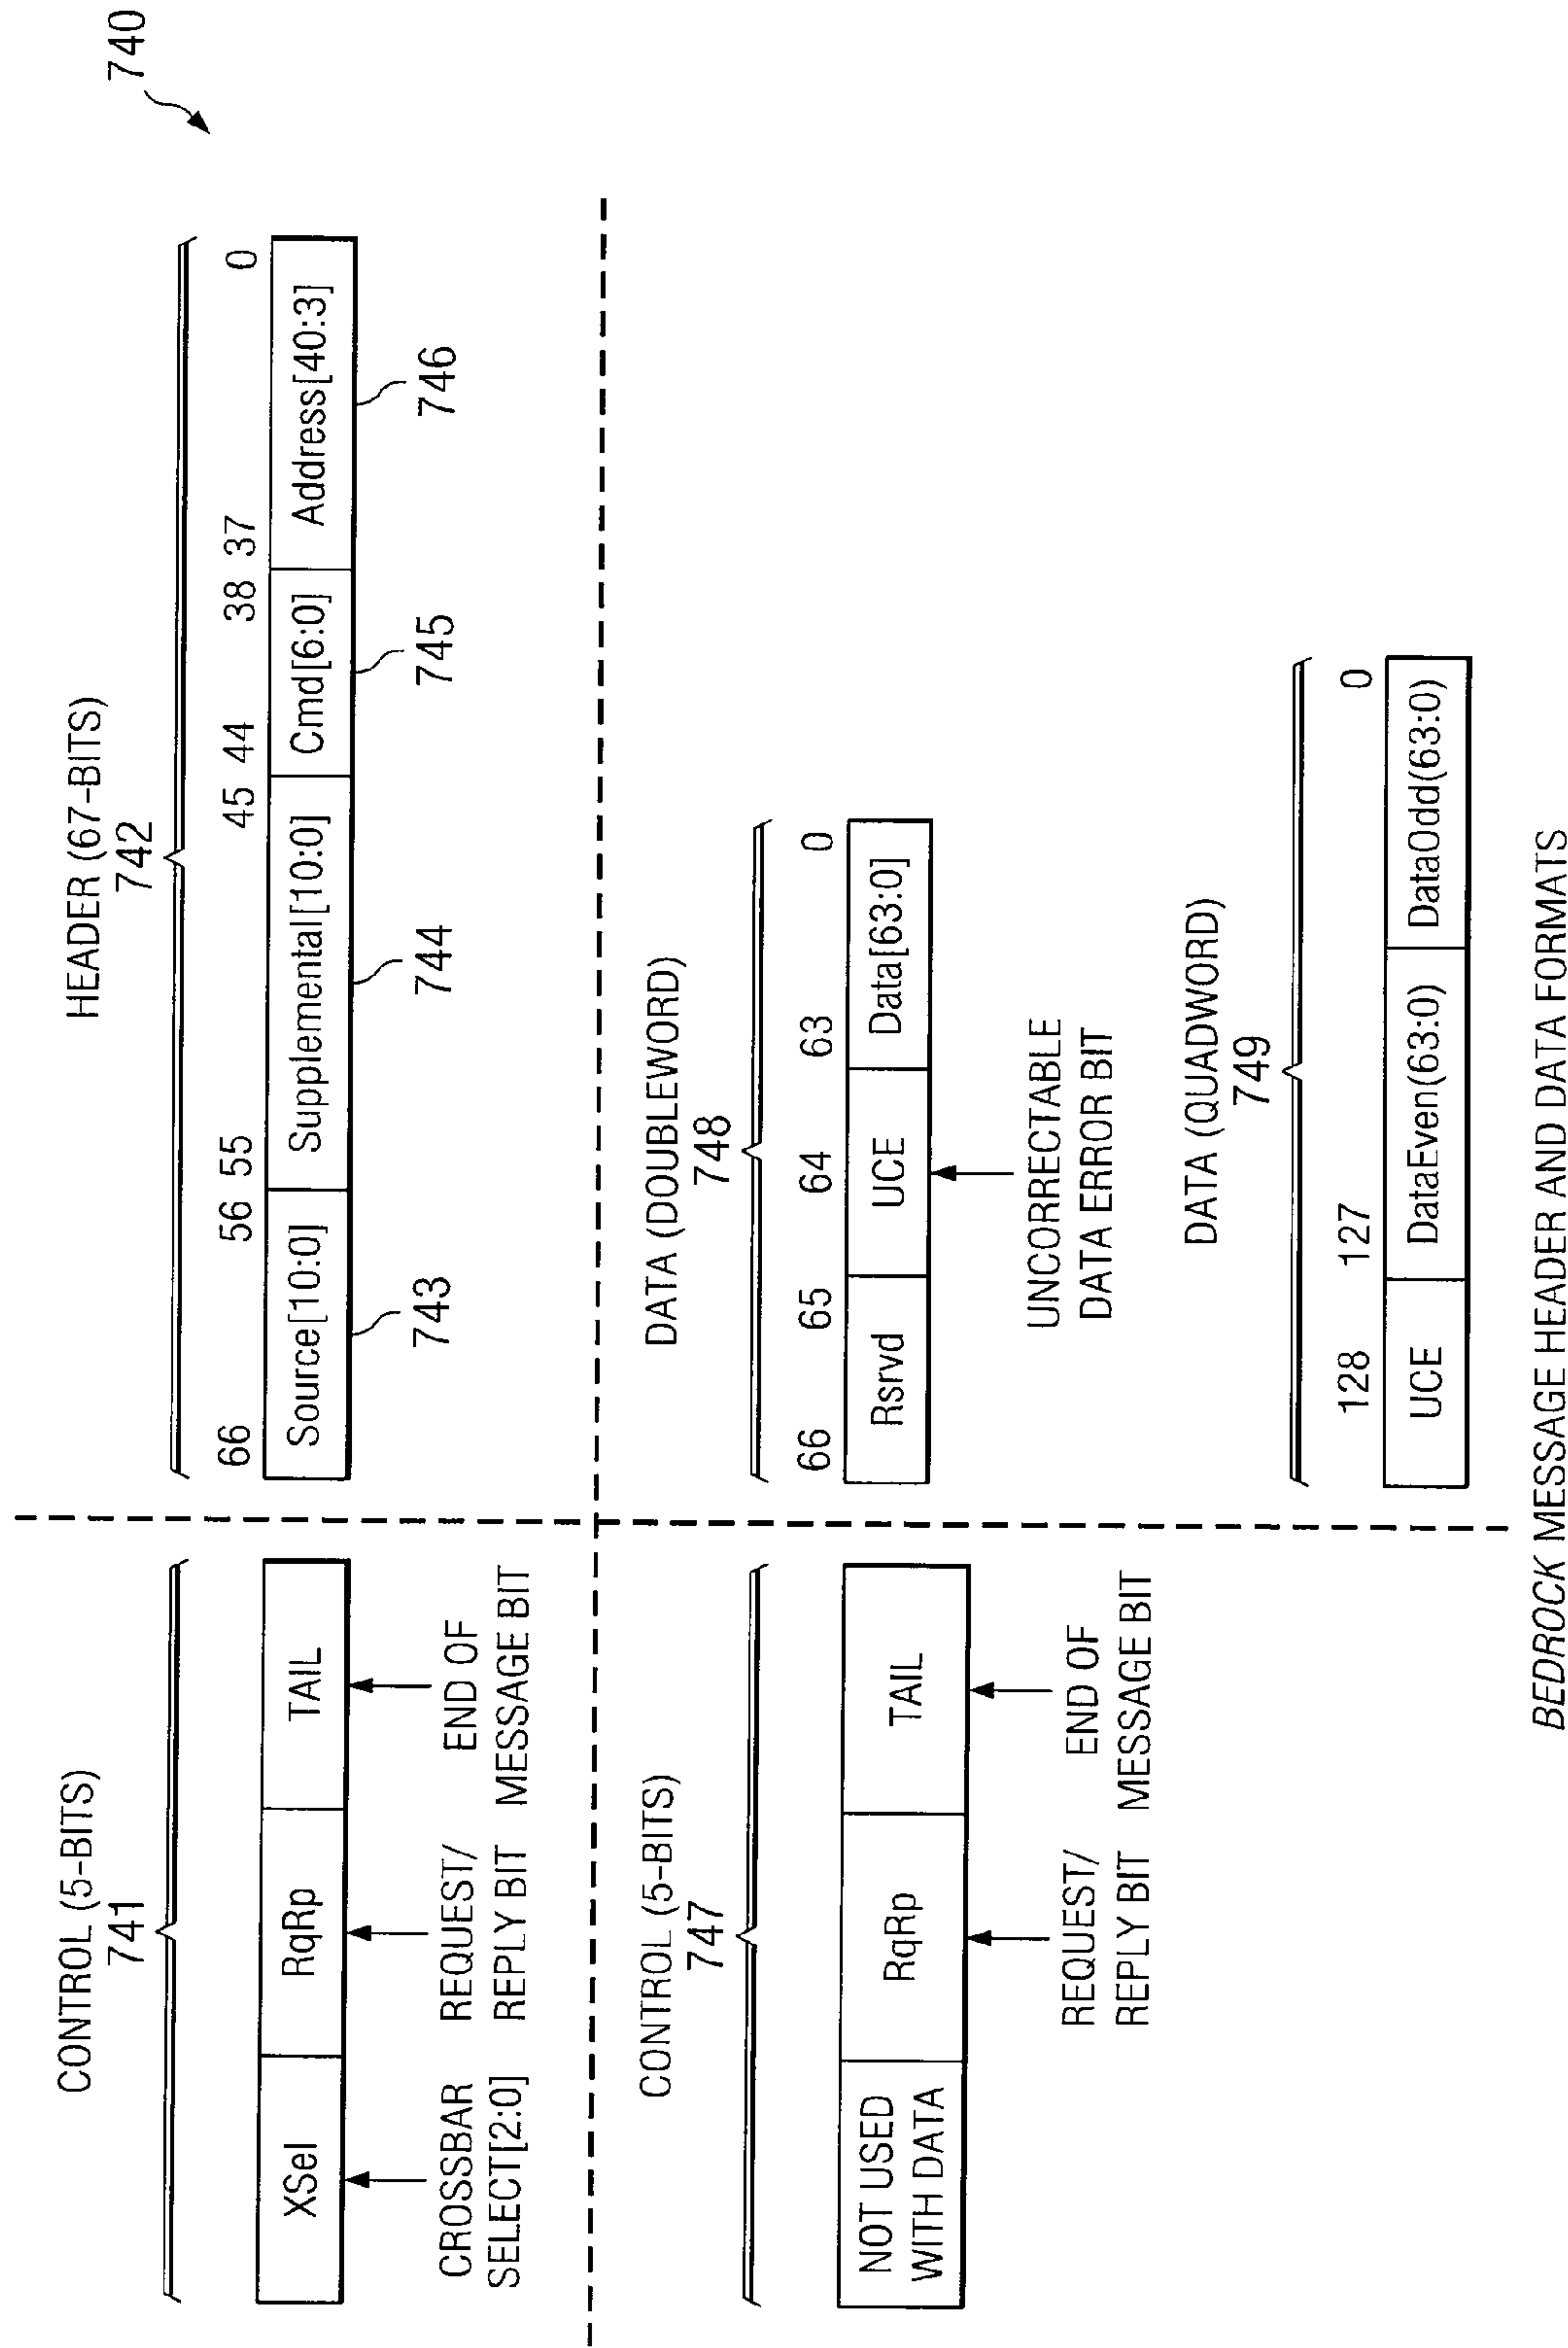 740
CONTROL (5-BITS)
741
XSel
RqRp
TAIL
CROSSBAR
SELECT[2:0]
REQUEST/
REPLY BIT
END OF
MESSAGE BIT
HEADER (67-BITS)
742
66
56
55
45
44
38
37
0
Source[10:0]
Supplemental[10:0]
Cmd[6:0]
Address[40:3]
743
744
745
746
CONTROL (5-BITS)
747
NOT USED
WITH DATA
RqRp
TAIL
REQUEST/
REPLY BIT
END OF
MESSAGE BIT
DATA (DOUBLEWORD)
748
66
65
64
63
0
Rsrvd
UCE
Data[63:0]
UNCORRECTABLE
DATA ERROR BIT
DATA (QUADWORD)
749
128
127
0
UCE
DataEven(63:0)
DataOdd(63:0)
BEDROCK MESSAGE HEADER AND DATA FORMATS